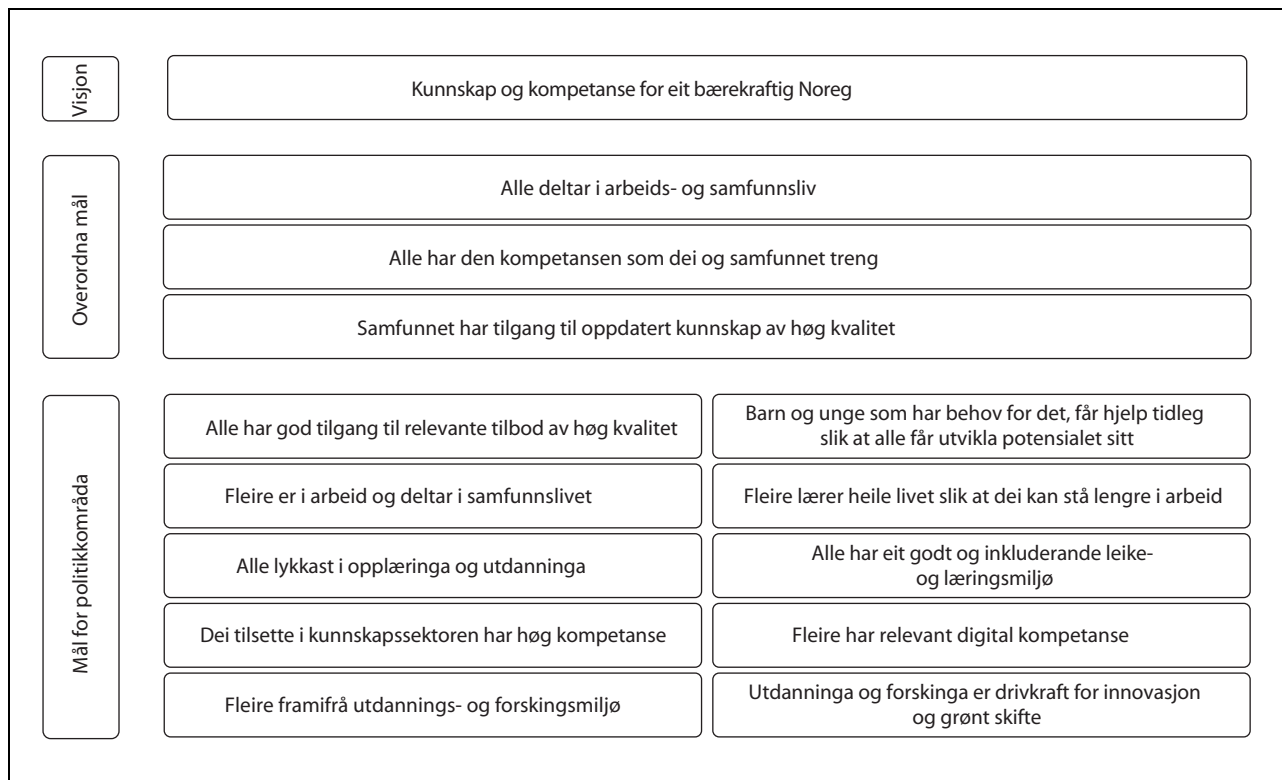 Visjon
Kunnskap og kompetanse for eit bærekraftig Noreg
Overordna mål
Alle deltar i arbeids- og samfunnsliv
Alle har den kompetansen som dei og samfunnet treng
Samfunnet har tilgang til oppdatert kunnskap av høg kvalitet
Mål for politikkområda
Alle har god tilgang til relevante tilbod av høg kvalitet
Barn og unge som har behov for det, får hjelp tidleg
slik at alle får utvikla potensialet sitt
Fleire er i arbeid og deltar i samfunnslivet
Fleire lærer heile livet slik at dei kan stå lengre i arbeid
Alle lykkast i opplæringa og utdanninga
Alle har eit godt og inkluderande leike-
og læringsmiljø
Dei tilsette i kunnskapssektoren har høg kompetanse
Fleire har relevant digital kompetanse
Fleire framifrå utdannings- og forskingsmiljø
Utdanninga og forskinga er drivkraft for innovasjon
og grønt skifte